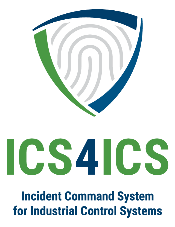 ICS4ICS
Incident Command System
for Industrial Control Systems